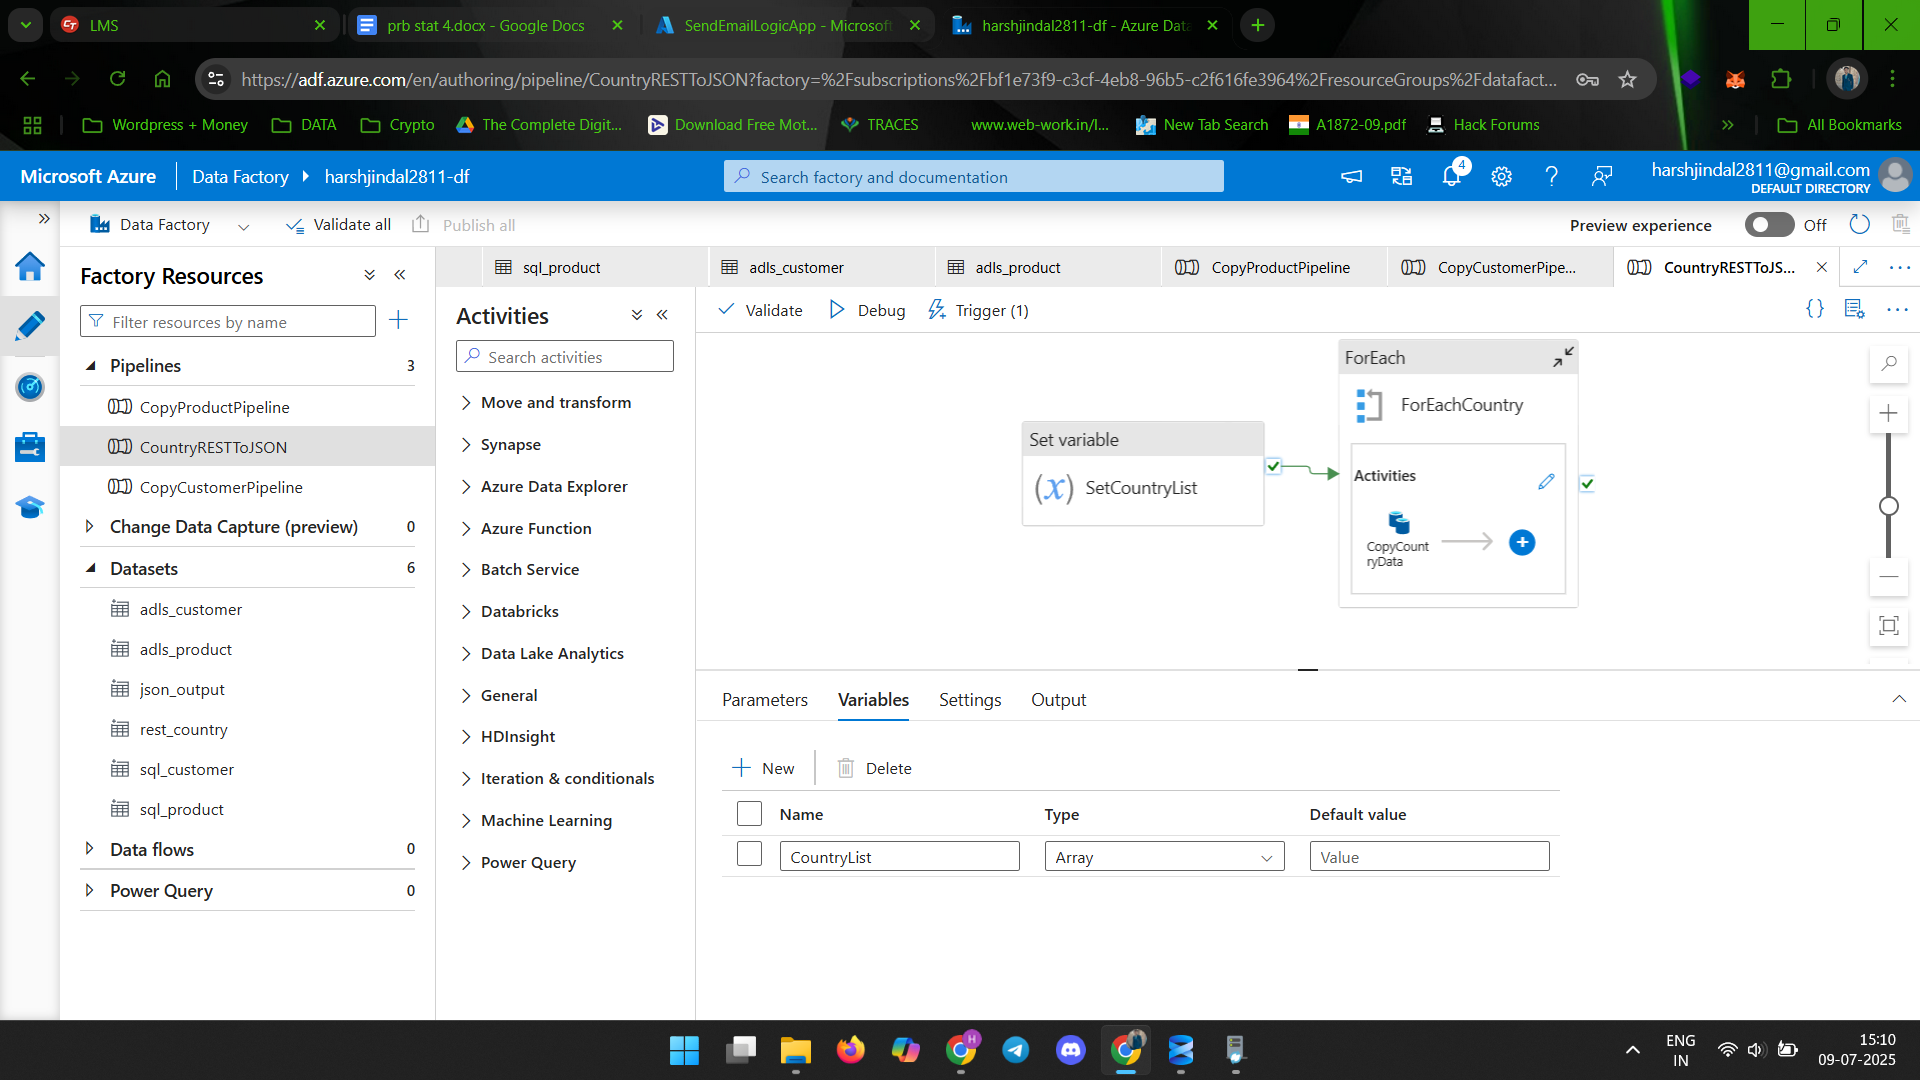 LMS
prb stat 4.docx - Google Docs
SendEmailLogicApp - Microsoft
harshjindal2811-df - Azure Data
https://adf.azure.com/en/authoring/pipeline/CountryRESTToJSON?factory=%2Fsubscriptions%2Fbf1e73f9-c3cf-4eb8-96b5-c2f616fe3964%2FresourceGroups%2Fdatafact...
Wordpress + Money
DATA
Crypto
The Complete Digit...
Download Free Mot...
TRACES
www.web-work.in/l...
New Tab Search
A1872-09.pdf
Hack Forums
All Bookmarks
Microsoft Azure
Data Factory
harshjindal2811-df
Search factory and documentation
4
harshjindal2811@gmail.com
DEFAULT DIRECTORY
Data Factory
Validate all
Publish all
Preview experience
Off
Factory Resources
Filter resources by name
Pipelines 3
CopyProductPipeline
CountryRESTToJSON
CopyCustomerPipeline
Change Data Capture (preview) 0
Datasets 6
adls_customer
adls_product
json_output
rest_country
sql_customer
sql_product
Data flows 0
Power Query 0
sql_product
adls_customer
adls_product
CopyProductPipeline
CopyCustomerPipe...
CountryRESTToJS...
Activities
Search activities
Move and transform
Synapse
Azure Data Explorer
Azure Function
Batch Service
Databricks
Data Lake Analytics
General
HDInsight
Iteration & conditionals
Machine Learning
Power Query
Validate
Debug
Trigger (1)
{}
Set variable
(x) SetCountryList
ForEach
ForEachCountry
Activities
CopyCount
ryData
Parameters
Variables
Settings
Output
New
Delete
Name
Type
Default value
CountryList
Array
Value
H
ENG
IN
15:10
09-07-2025